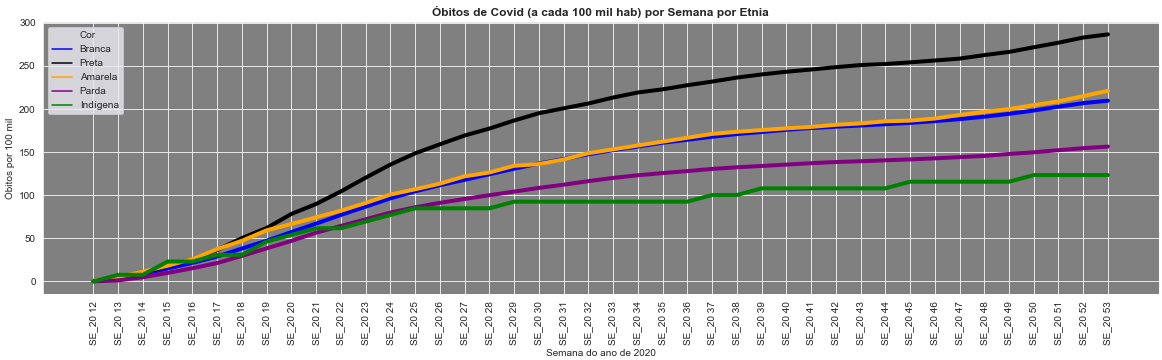 Óbitos de Covid (a cada 100 mil hab) por Semana por Etnia
Cor
Branca
Preta
Amarela
Parda
Indígena
Óbitos por 100 mil
300
250
200
150
100
50
0
SE_20 12
SE_20 13
SE_20 14
SE_20 15
SE_20 16
SE_20 17
SE_20 18
SE_20 19
SE_20 20
SE_20 21
SE_20 22
SE_20 23
SE_20 24
SE_20 25
SE_20 26
SE_20 27
SE_20 28
SE_20 29
SE_20 30
SE_20 31
SE_20 32
SE_20 33
SE_20 34
SE_20 35
SE_20 36
SE_20 37
SE_20 38
SE_20 39
SE_20 40
SE_20 41
SE_20 42
SE_20 43
SE_20 44
SE_20 45
SE_20 46
SE_20 47
SE_20 48
SE_20 49
SE_20 50
SE_20 51
SE_20 52
SE_20 53
Semana do ano de 2020